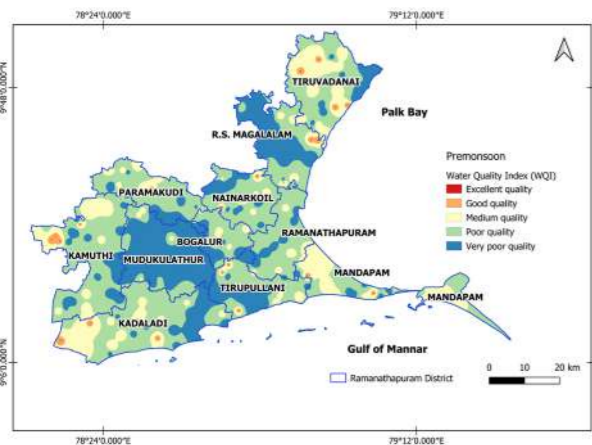 78°24'0.000"E
79°12'0.000"E
9°48'0.000"N
9°6'0.000"N
TIRUVADANAI
Palk Bay
R.S. MAGALALAM
Premonsoon
Water Quality Index (WQI)
Excellent quality
Good quality
Medium quality
Poor quality
Very poor quality
PARAMAKUDI
NAINARKOIL
RAMANATHAPURAM
BOGALUR
KAMUTHI
MUDUKULATHUR
MANDAPAM
TIRUPULLANI
MANDAPAM
KADALADI
Gulf of Mannar
0 10 20 km
Ramanathapuram District
78°24'0.000"E
79°12'0.000"E